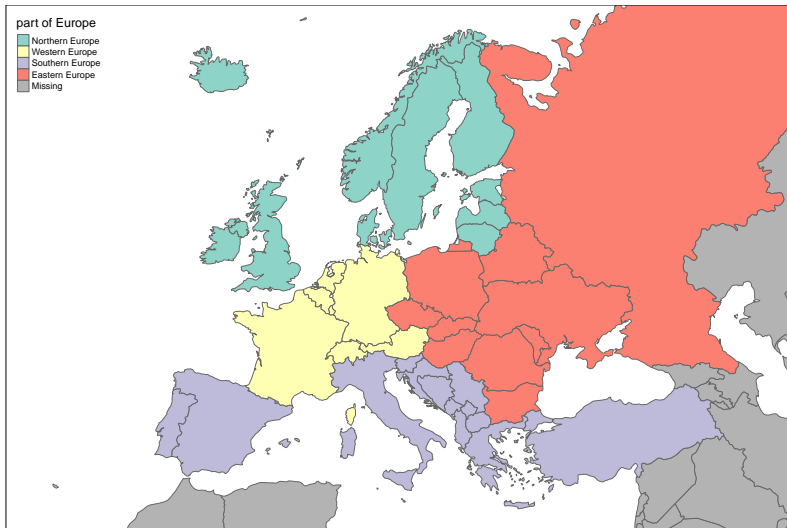 part of Europe
Northern Europe
Western Europe
Southern Europe
Eastern Europe
Missing